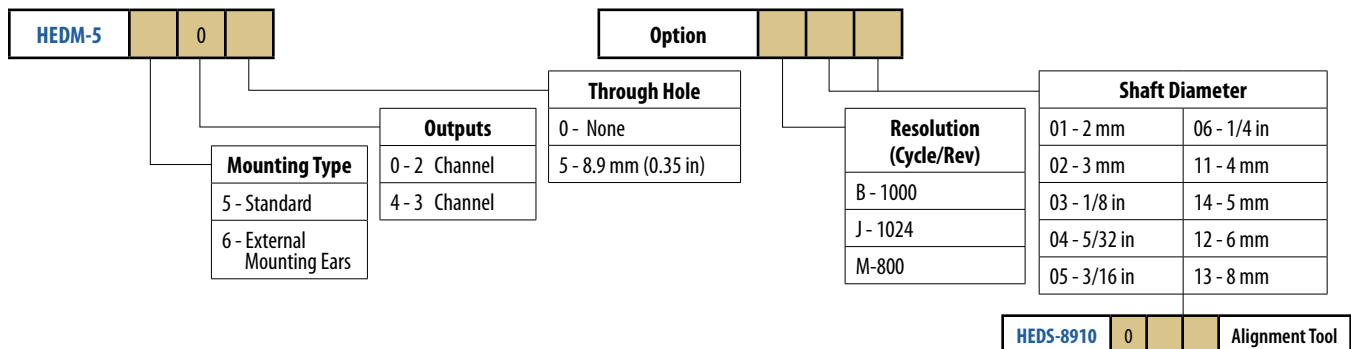 HEDM-5 0
Option
Through Hole
0 - None
5 - 8.9 mm (0.35 in)
Outputs
0 - 2 Channel
4 - 3 Channel
Mounting Type
5 - Standard
6 - External
Mounting Ears
Resolution
(Cycle/Rev)
B - 1000
J - 1024
M-800
Shaft Diameter
01 - 2 mm 06 - 1/4 in
02 - 3 mm 11 - 4 mm
03 - 1/8 in 14 - 5 mm
04 - 5/32 in 12 - 6 mm
05 - 3/16 in 13 - 8 mm
HEDS-8910 0 Alignment Tool